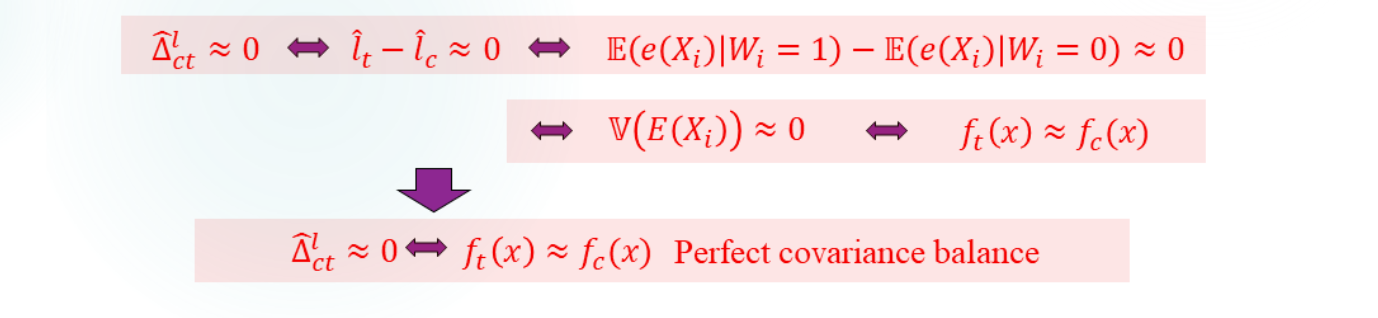 Δ̂ˡ_ct ≈ 0 ⇔ l̂_t − l̂_c ≈ 0 ⇔ 𝔼(e(X_i)|W_i = 1) − 𝔼(e(X_i)|W_i = 0) ≈ 0
⇔ 𝕍(E(X_i)) ≈ 0 ⇔ f_t(x) ≈ f_c(x)
Δ̂ˡ_ct ≈ 0 ⇔ f_t(x) ≈ f_c(x) Perfect covariance balance